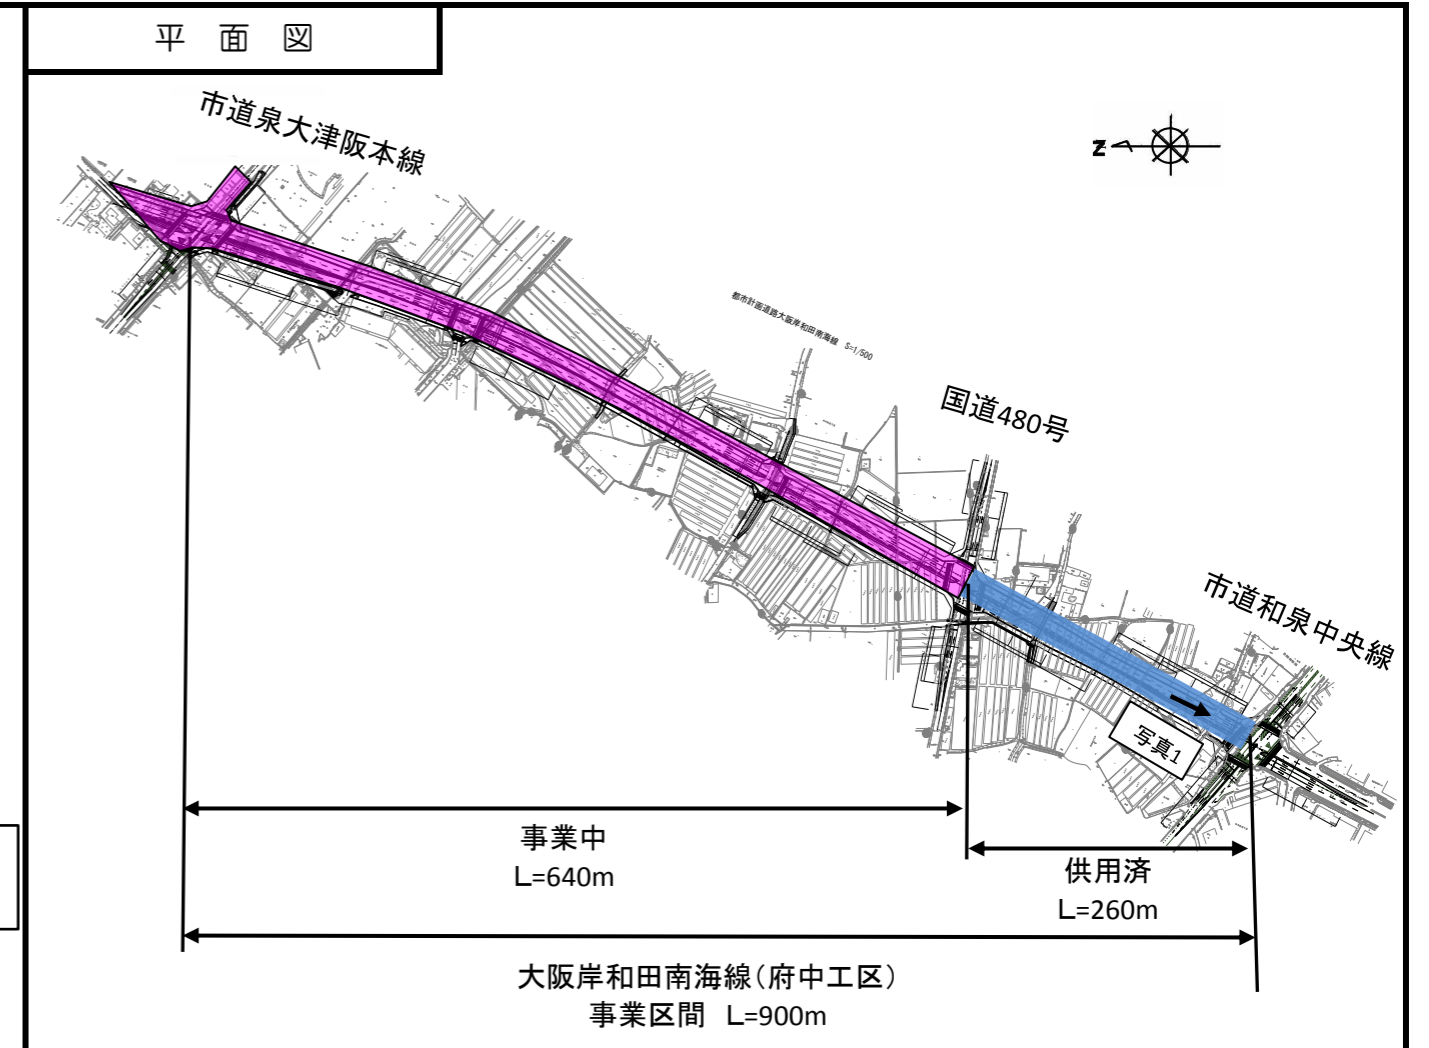 平面図
市道泉大津阪本線
Z
都市計画道路大阪岸和田南海線 S=1/500
国道480号
市道和泉中央線
写真1
事業中
L=640m
供用済
L=260m
大阪岸和田南海線(府中工区)
事業区間 L=900m